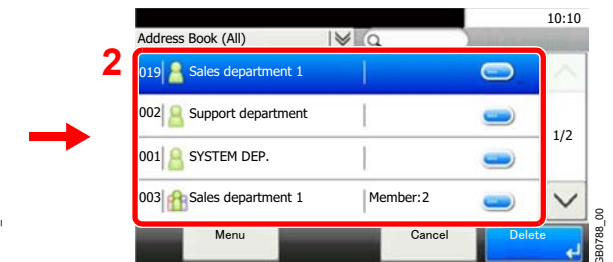 10:10
Address Book (All)
2
019 Sales department 1
002 Support department
1/2
001 SYSTEM DEP.
003 Sales department 1 Member:2
Menu Cancel Delete
GB0788_00